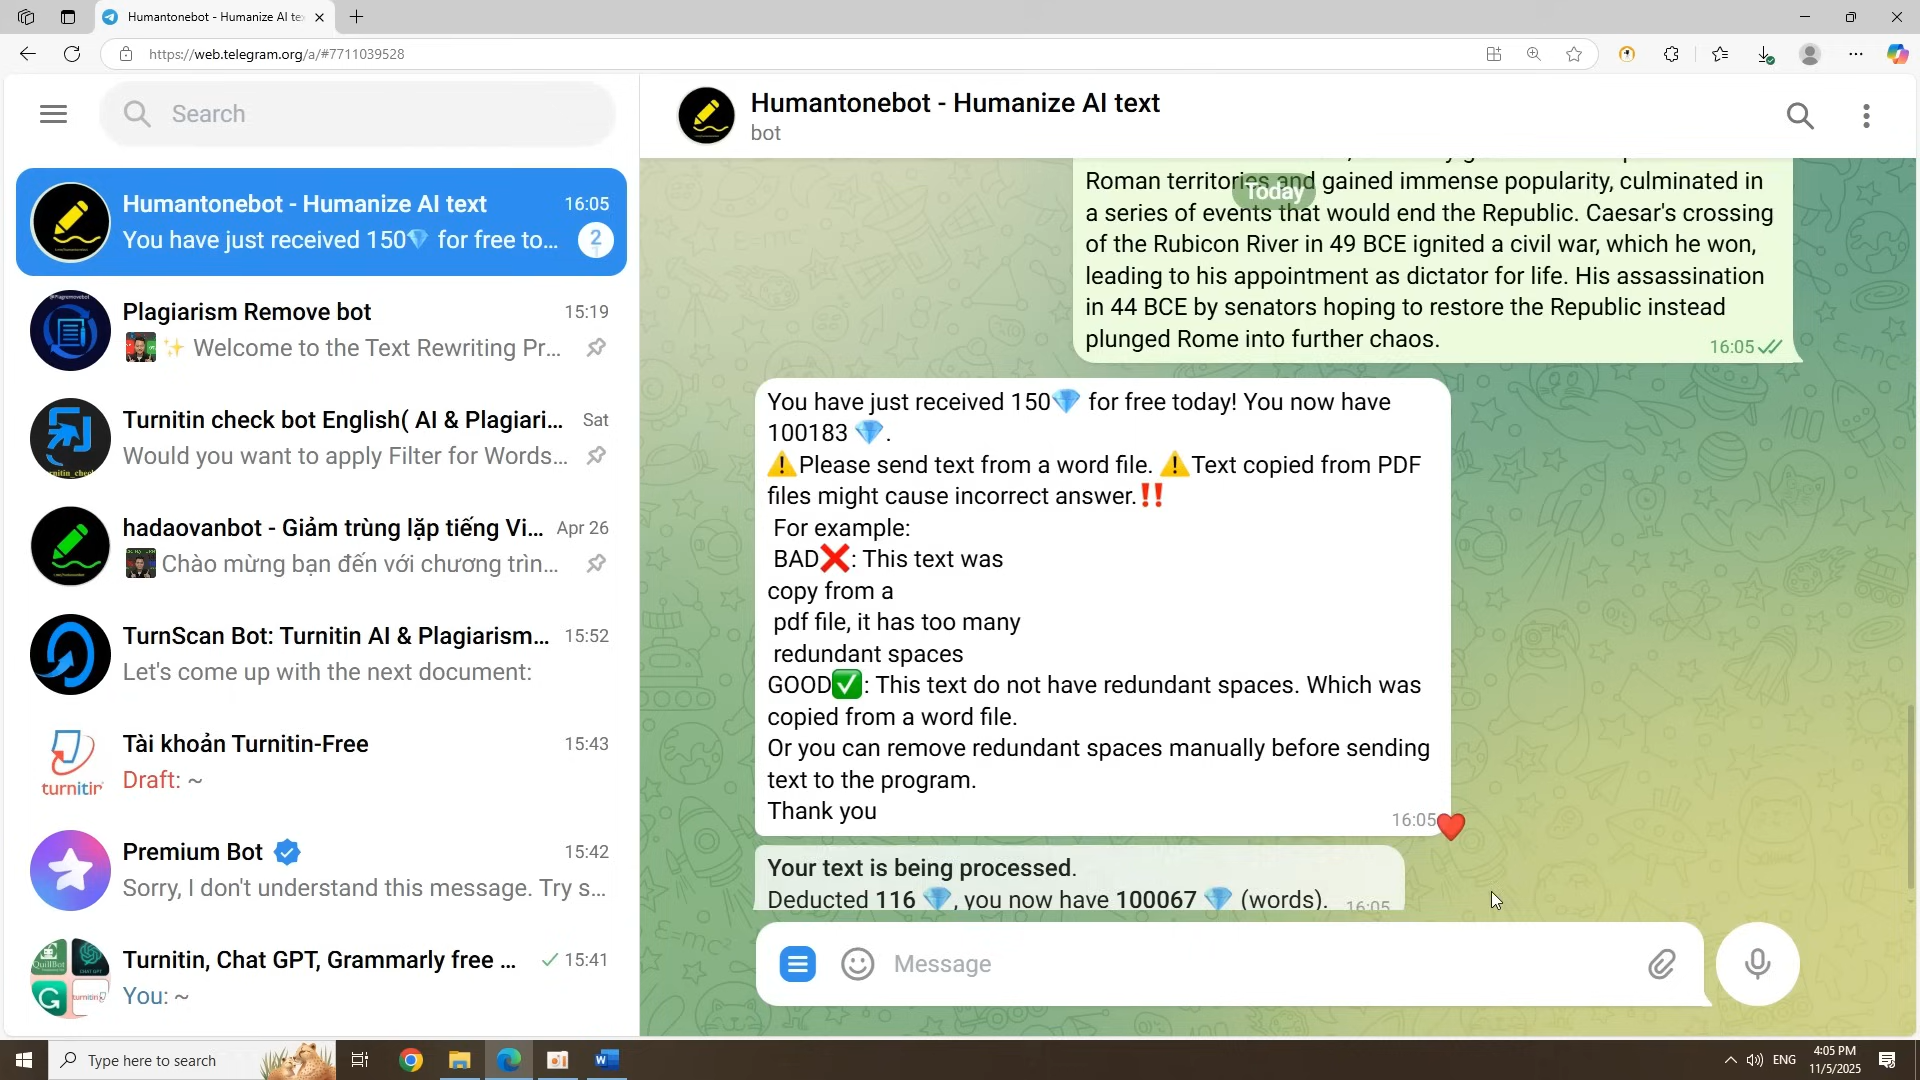 Humantonebot - Humanize AI te
https://web.telegram.org/a/#7711039528
Search
Humantonebot - Humanize AI text
16:05
You have just received 150💎 for free to...
2
Plagiarism Remove bot
15:19
✨ Welcome to the Text Rewriting Pr...
Turnitin check bot English( AI & Plagiari...
Sat
Would you want to apply Filter for Words...
hadaovanbot - Giảm trùng lặp tiếng Vi...
Apr 26
Chào mừng bạn đến với chương trìn...
TurnScan Bot: Turnitin AI & Plagiarism...
15:52
Let's come up with the next document:
Tài khoản Turnitin-Free
15:43
Draft: ~
turnitin
Premium Bot
15:42
Sorry, I don't understand this message. Try s...
Turnitin, Chat GPT, Grammarly free ...
15:41
You: ~
Humantonebot - Humanize AI text
bot
Today
Roman territories and gained immense popularity, culminated in
a series of events that would end the Republic. Caesar's crossing
of the Rubicon River in 49 BCE ignited a civil war, which he won,
leading to his appointment as dictator for life. His assassination
in 44 BCE by senators hoping to restore the Republic instead
plunged Rome into further chaos.
16:05
You have just received 150💎 for free today! You now have
100183 💎.
⚠️Please send text from a word file. ⚠️Text copied from PDF
files might cause incorrect answer.‼️
For example:
BAD❌: This text was
copy from a
pdf file, it has too many
redundant spaces
GOOD✅: This text do not have redundant spaces. Which was
copied from a word file.
Or you can remove redundant spaces manually before sending
text to the program.
Thank you
16:05
Your text is being processed.
Deducted 116 💎, you now have 100067 💎 (words).
16:05
Message
Type here to search
ENG
4:05 PM
11/5/2025